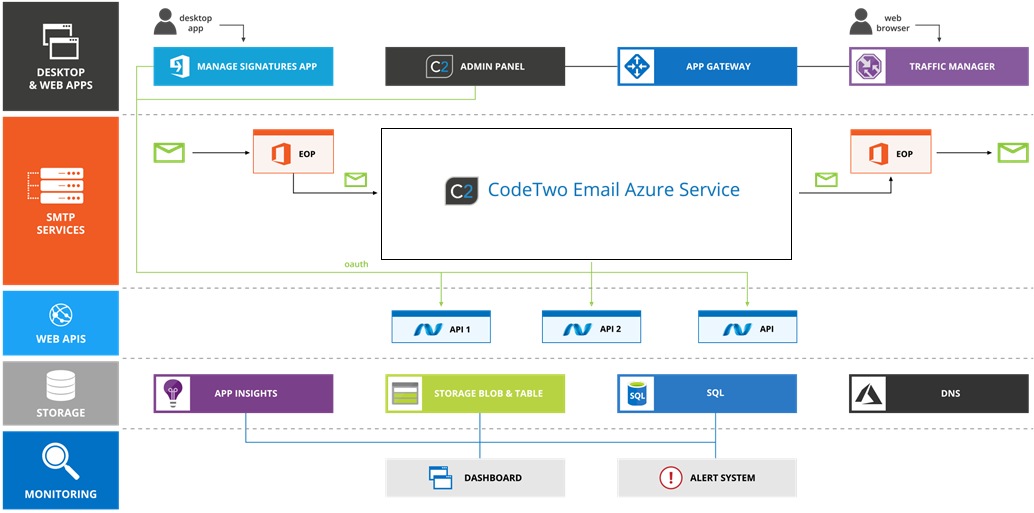 desktop
app
web
browser
DESKTOP
& WEB APPS
MANAGE SIGNATURES APP
C2
ADMIN PANEL
APP GATEWAY
TRAFFIC MANAGER
SMTP
SERVICES
EOP
C2
CodeTwo Email Azure Service
EOP
oauth
WEB APIS
API 1
API 2
API
STORAGE
APP INSIGHTS
STORAGE BLOB & TABLE
SQL
SQL
DNS
MONITORING
DASHBOARD
!
ALERT SYSTEM